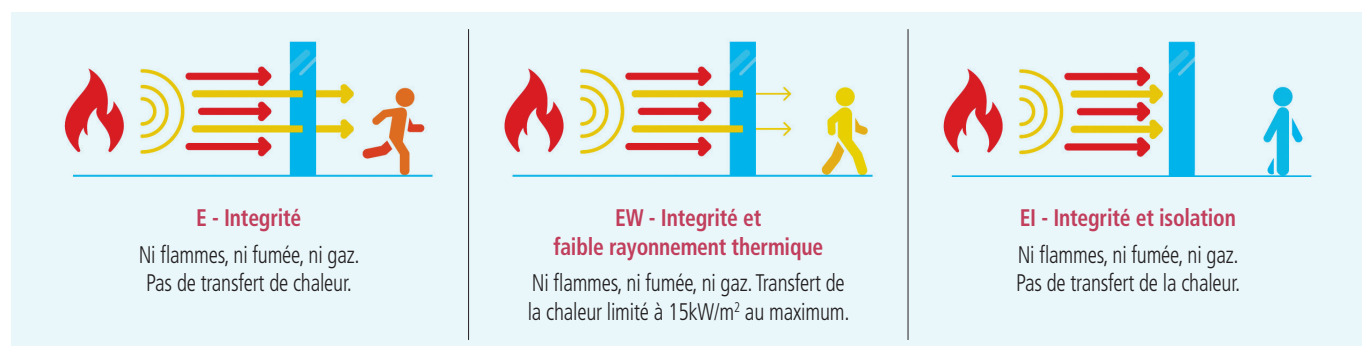 E - Integrité
Ni flammes, ni fumée, ni gaz.
Pas de transfert de chaleur.
EW - Integrité et
faible rayonnement thermique
Ni flammes, ni fumée, ni gaz. Transfert de
la chaleur limité à 15kW/m² au maximum.
EI - Integrité et isolation
Ni flammes, ni fumée, ni gaz.
Pas de transfert de la chaleur.